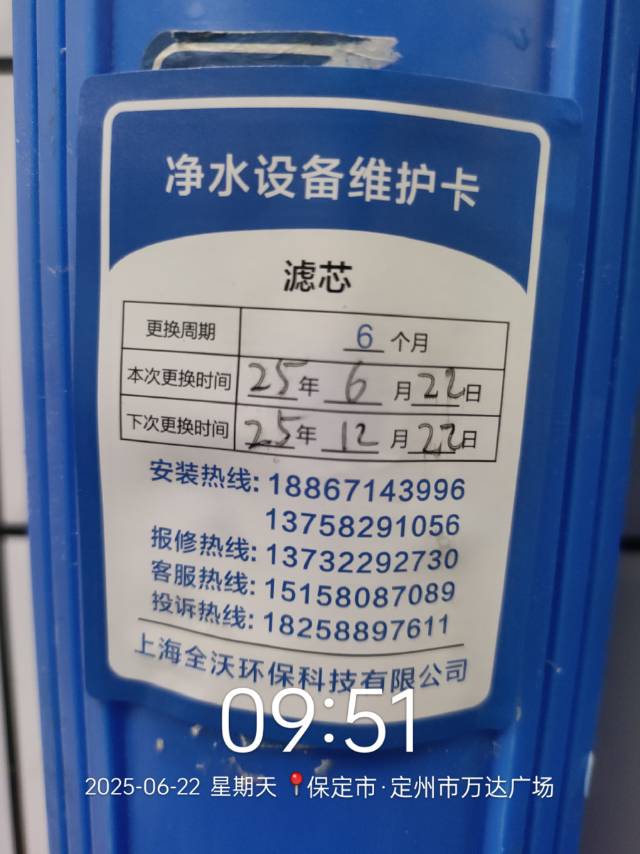 净水设备维护卡
滤芯
更换周期 6 个月
本次更换时间 25年 6 月 22日
下次更换时间 25年 12 月 22日
安装热线: 18867143996
13758291056
报修热线: 13732292730
客服热线: 15158087089
投诉热线: 18258897611
上海全沃环保科技有限公司
09:51
2025-06-22 星期天 📍保定市·定州市万达广场